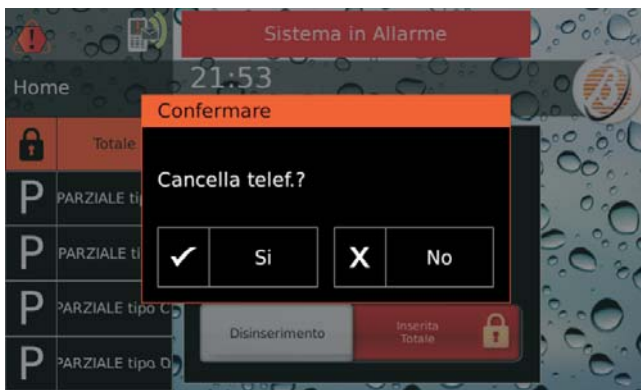 Sistema in Allarme
Home
21:53
Confermare
Totale
Cancella telef.?
PARZIALE
P
PARZIALE
P
Si
X
No
P
PARZIALE tipo C
P
PARZIALE tipo D
Disinserimento
Inserita
Totale